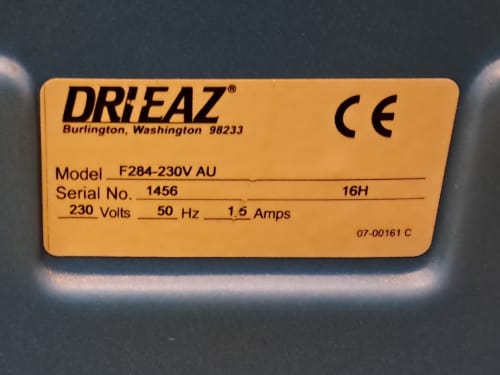 DRIEAZ®
Burlington, Washington 98233
CE
Model F284-230V AU
Serial No. 1456 16H
230 Volts 50 Hz 1.5 Amps
07-00161 C